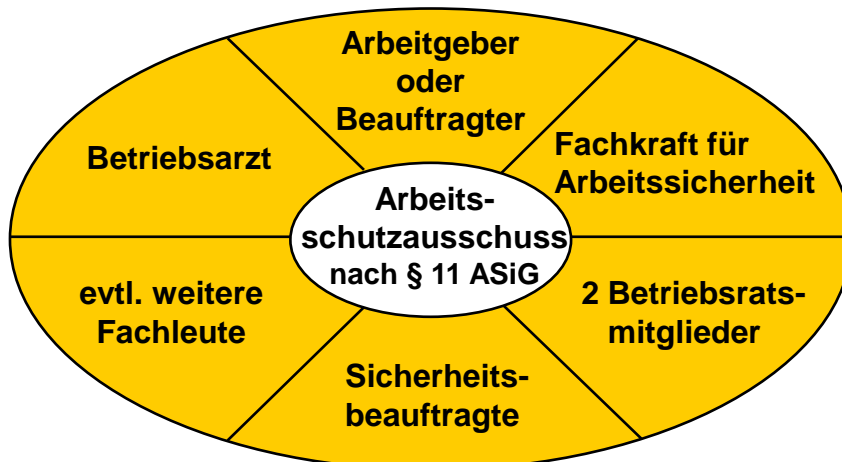 Arbeitgeber
oder
Beauftragter
Fachkraft für
Arbeitssicherheit
2 Betriebsrats-
mitglieder
Sicherheits-
beauftragte
evtl. weitere
Fachleute
Betriebsarzt
Arbeits-
schutzausschuss
nach § 11 ASiG